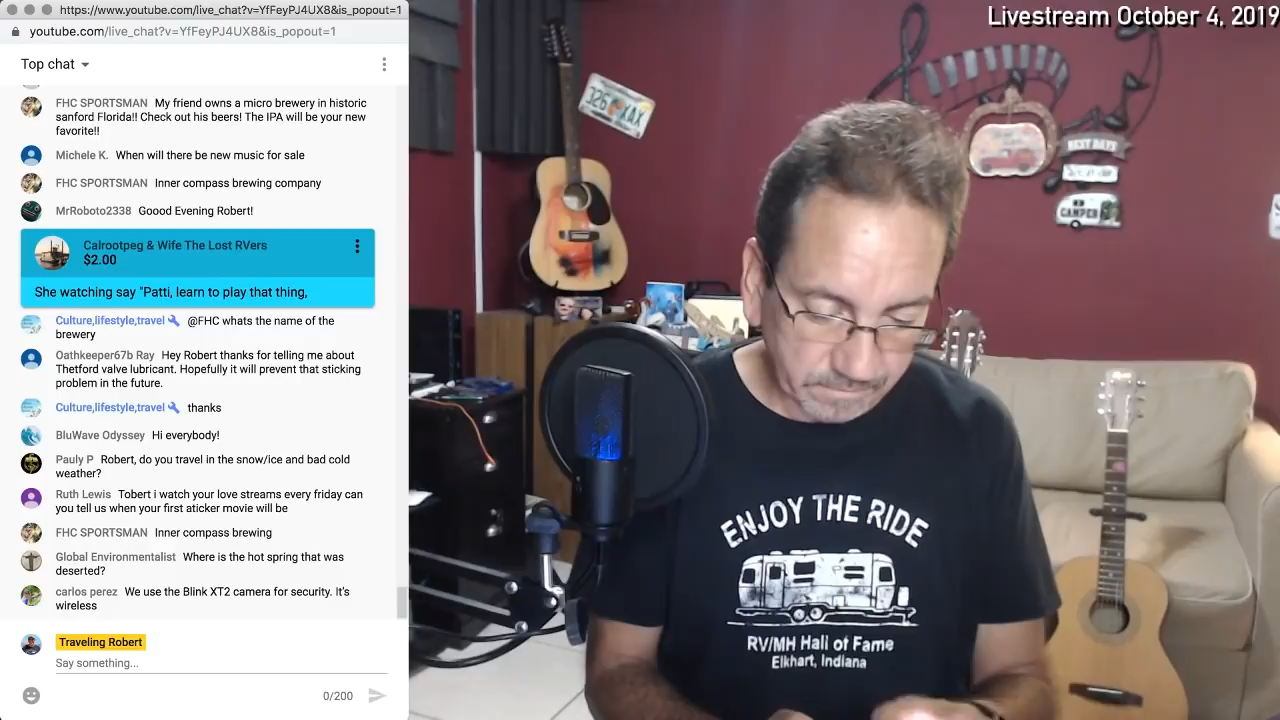 https://www.youtube.com/live_chat?v=YfFeyPJ4UX8&is_popout=1
youtube.com/live_chat?v=YfFeyPJ4UX8&is_popout=1
Livestream October 4, 2019
Top chat
FHC SPORTSMAN My friend owns a micro brewery in historic
sanford Florida!! Check out his beers! The IPA will be your new
favorite!!
Michele K. When will there be new music for sale
FHC SPORTSMAN Inner compass brewing company
MrRoboto2338 Goood Evening Robert!
Calrootpeg & Wife The Lost RVers
$2.00
She watching say "Patti, learn to play that thing,
Culture,lifestyle,travel @FHC whats the name of the
brewery
Oathkeeper67b Ray Hey Robert thanks for telling me about
Thetford valve lubricant. Hopefully it will prevent that sticking
problem in the future.
Culture,lifestyle,travel thanks
BluWave Odyssey Hi everybody!
Pauly P Robert, do you travel in the snow/ice and bad cold
weather?
Ruth Lewis Tobert i watch your love streams every friday can
you tell us when your first aticker movie will be
FHC SPORTSMAN Inner compass brewing
Global Environmentalist Where is the hot spring that was
deserted?
carlos perez We use the Blink XT2 camera for security. It's
wireless
Traveling Robert
Say something...
0/200
326 XAX
BEST DAYS
CAMPER
ENJOY THE RIDE
RV/MH Hall of Fame
Elkhart, Indiana